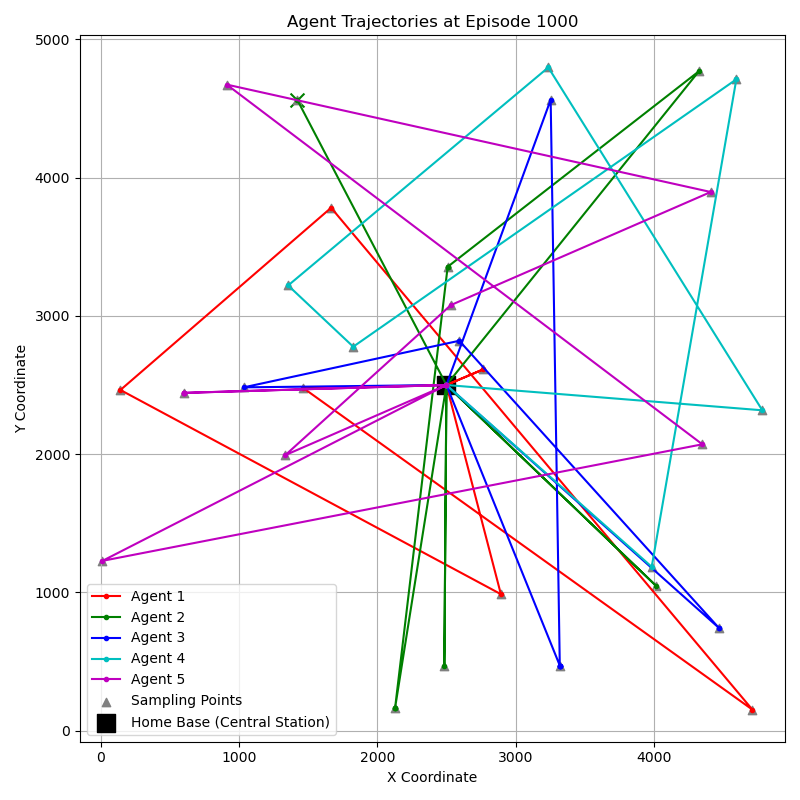 Agent Trajectories at Episode 1000
5000
4000
3000
2000
1000
0
Y Coordinate
Agent 1
Agent 2
Agent 3
Agent 4
Agent 5
Sampling Points
Home Base (Central Station)
0 1000 2000 3000 4000
X Coordinate